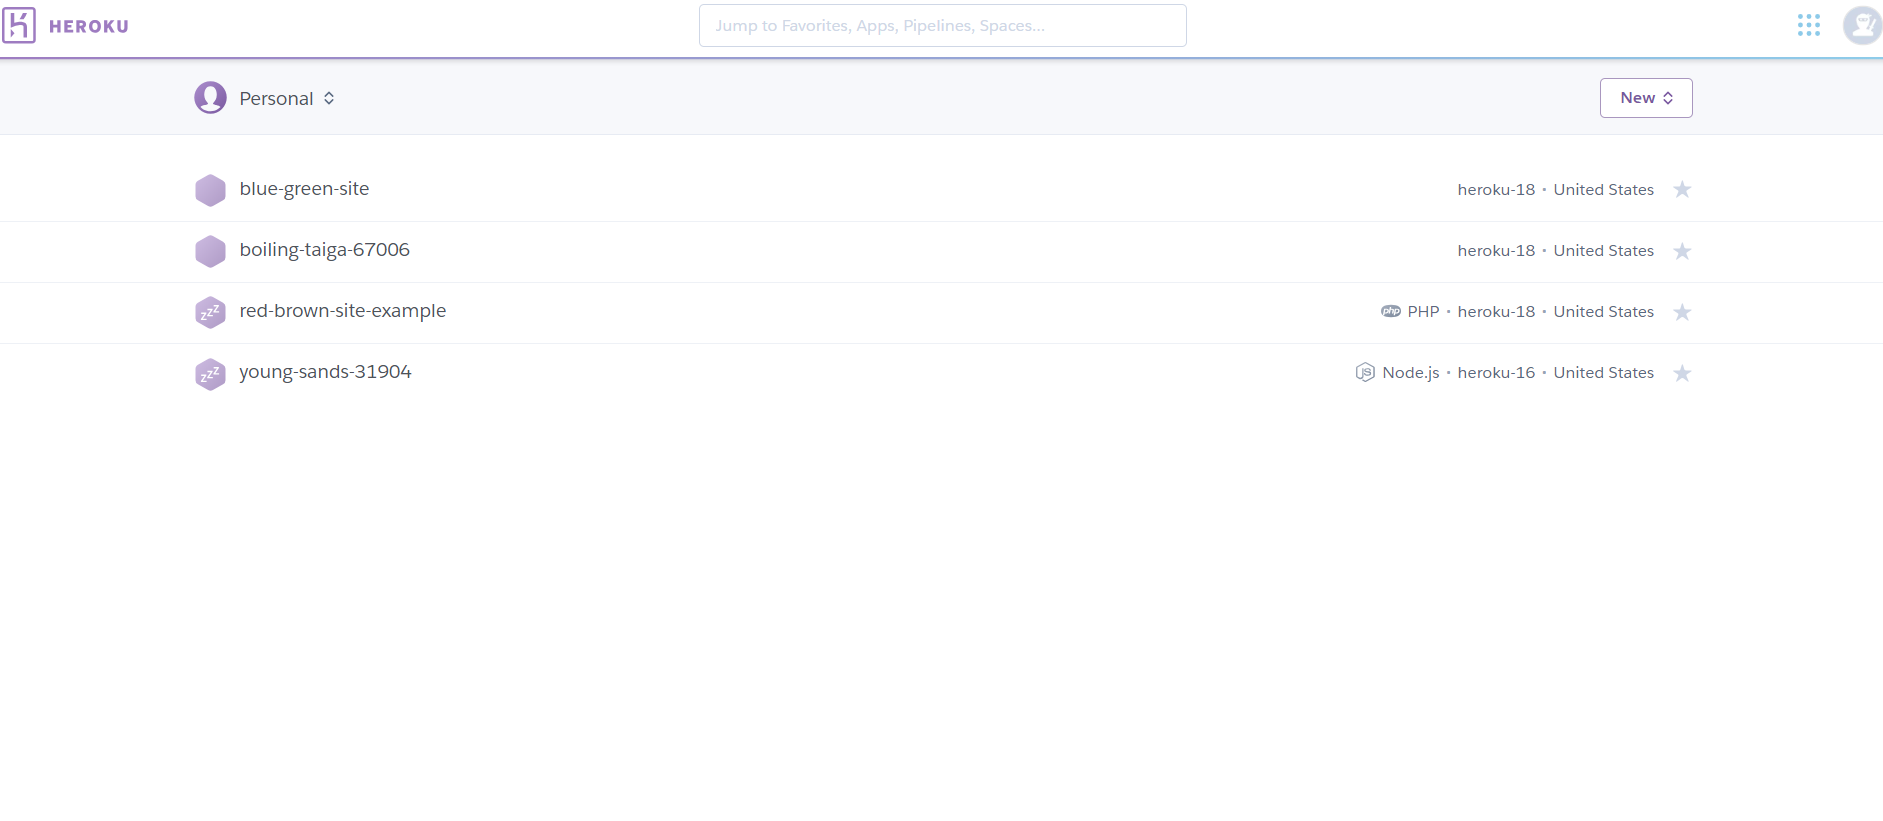 HEROKU
Jump to Favorites, Apps, Pipelines, Spaces...
Personal
New
blue-green-site heroku-18 • United States
boiling-taiga-67006 heroku-18 • United States
zzZ red-brown-site-example php PHP • heroku-18 • United States
zzZ young-sands-31904 JS Node.js • heroku-16 • United States